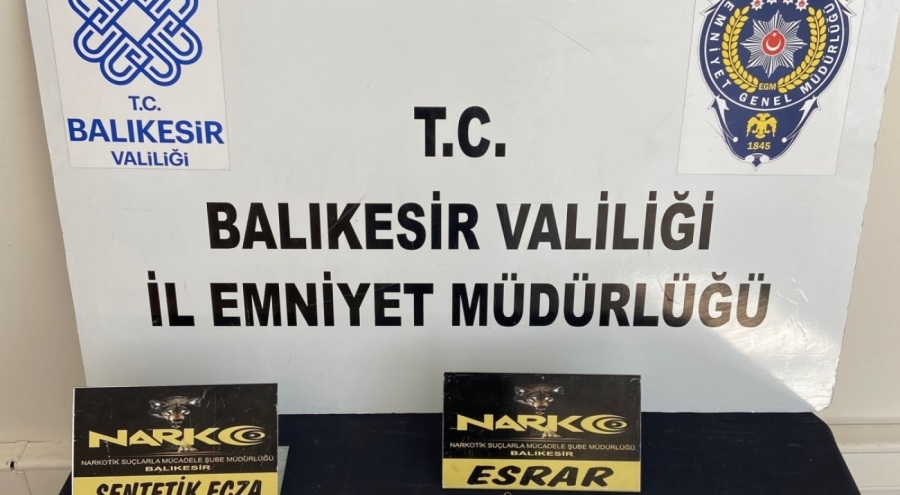 T.C.
BALIKESİR
VALİLİĞİ
EMNİYET GENEL MÜDÜRLÜĞÜ
EGM
1845
T.C.
BALIKESİR VALİLİĞİ
İL EMNİYET MÜDÜRLÜĞÜ
NARKO
NARKOTİK SUÇLARLA MÜCADELE ŞUBE MÜDÜRLÜĞÜ
BALIKESİR
SENTETİK ECZA
NARKO
NARKOTİK SUÇLARLA MÜCADELE ŞUBE MÜDÜRLÜĞÜ
BALIKESİR
ESRAR